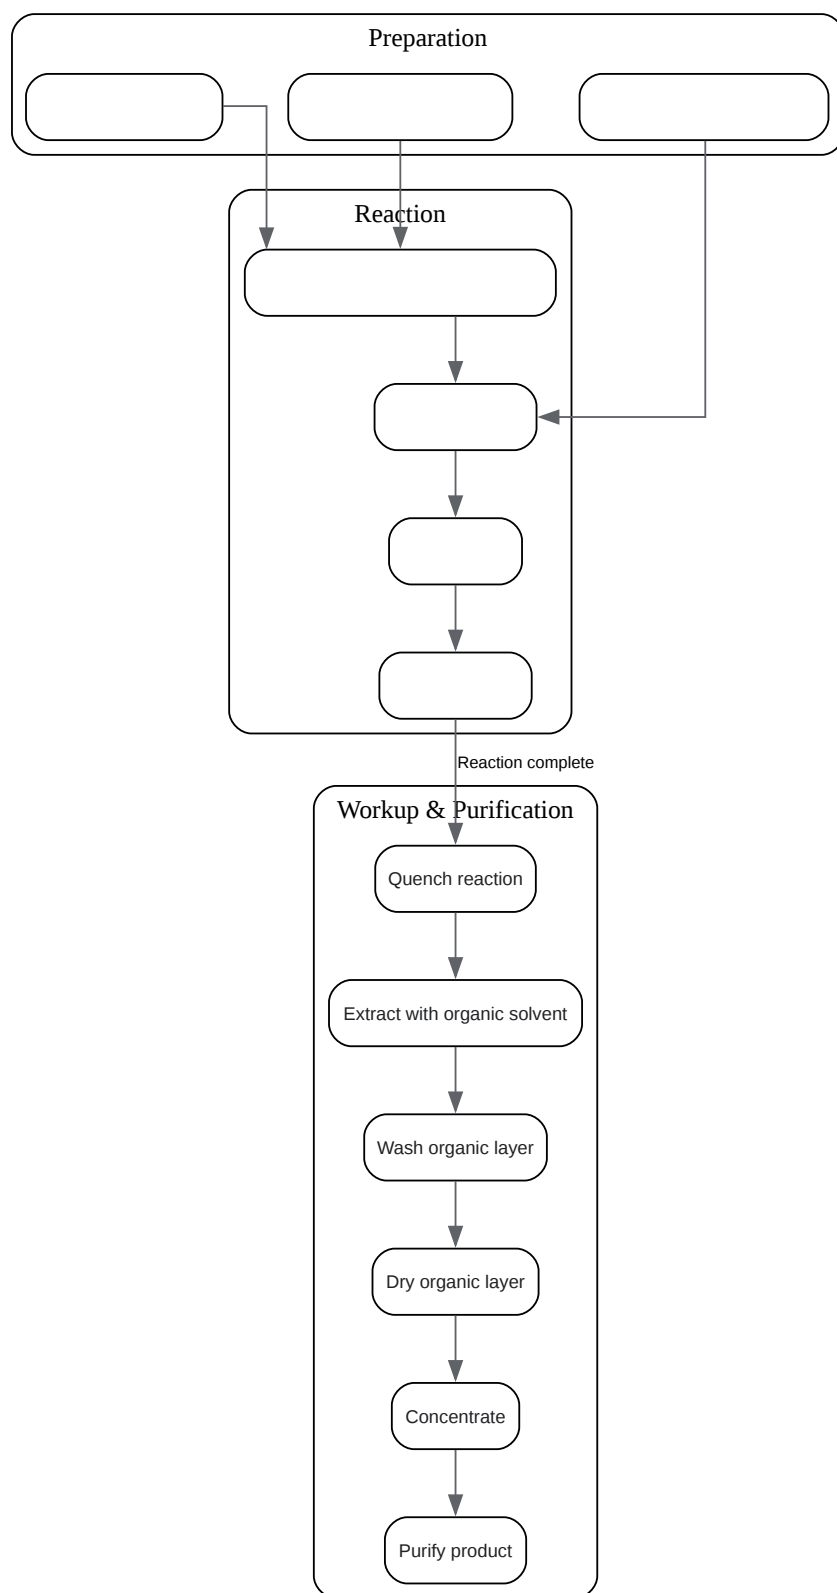 Preparation
Reaction
Reaction complete
Workup & Purification
Quench reaction
Extract with organic solvent
Wash organic layer
Dry organic layer
Concentrate
Purify product